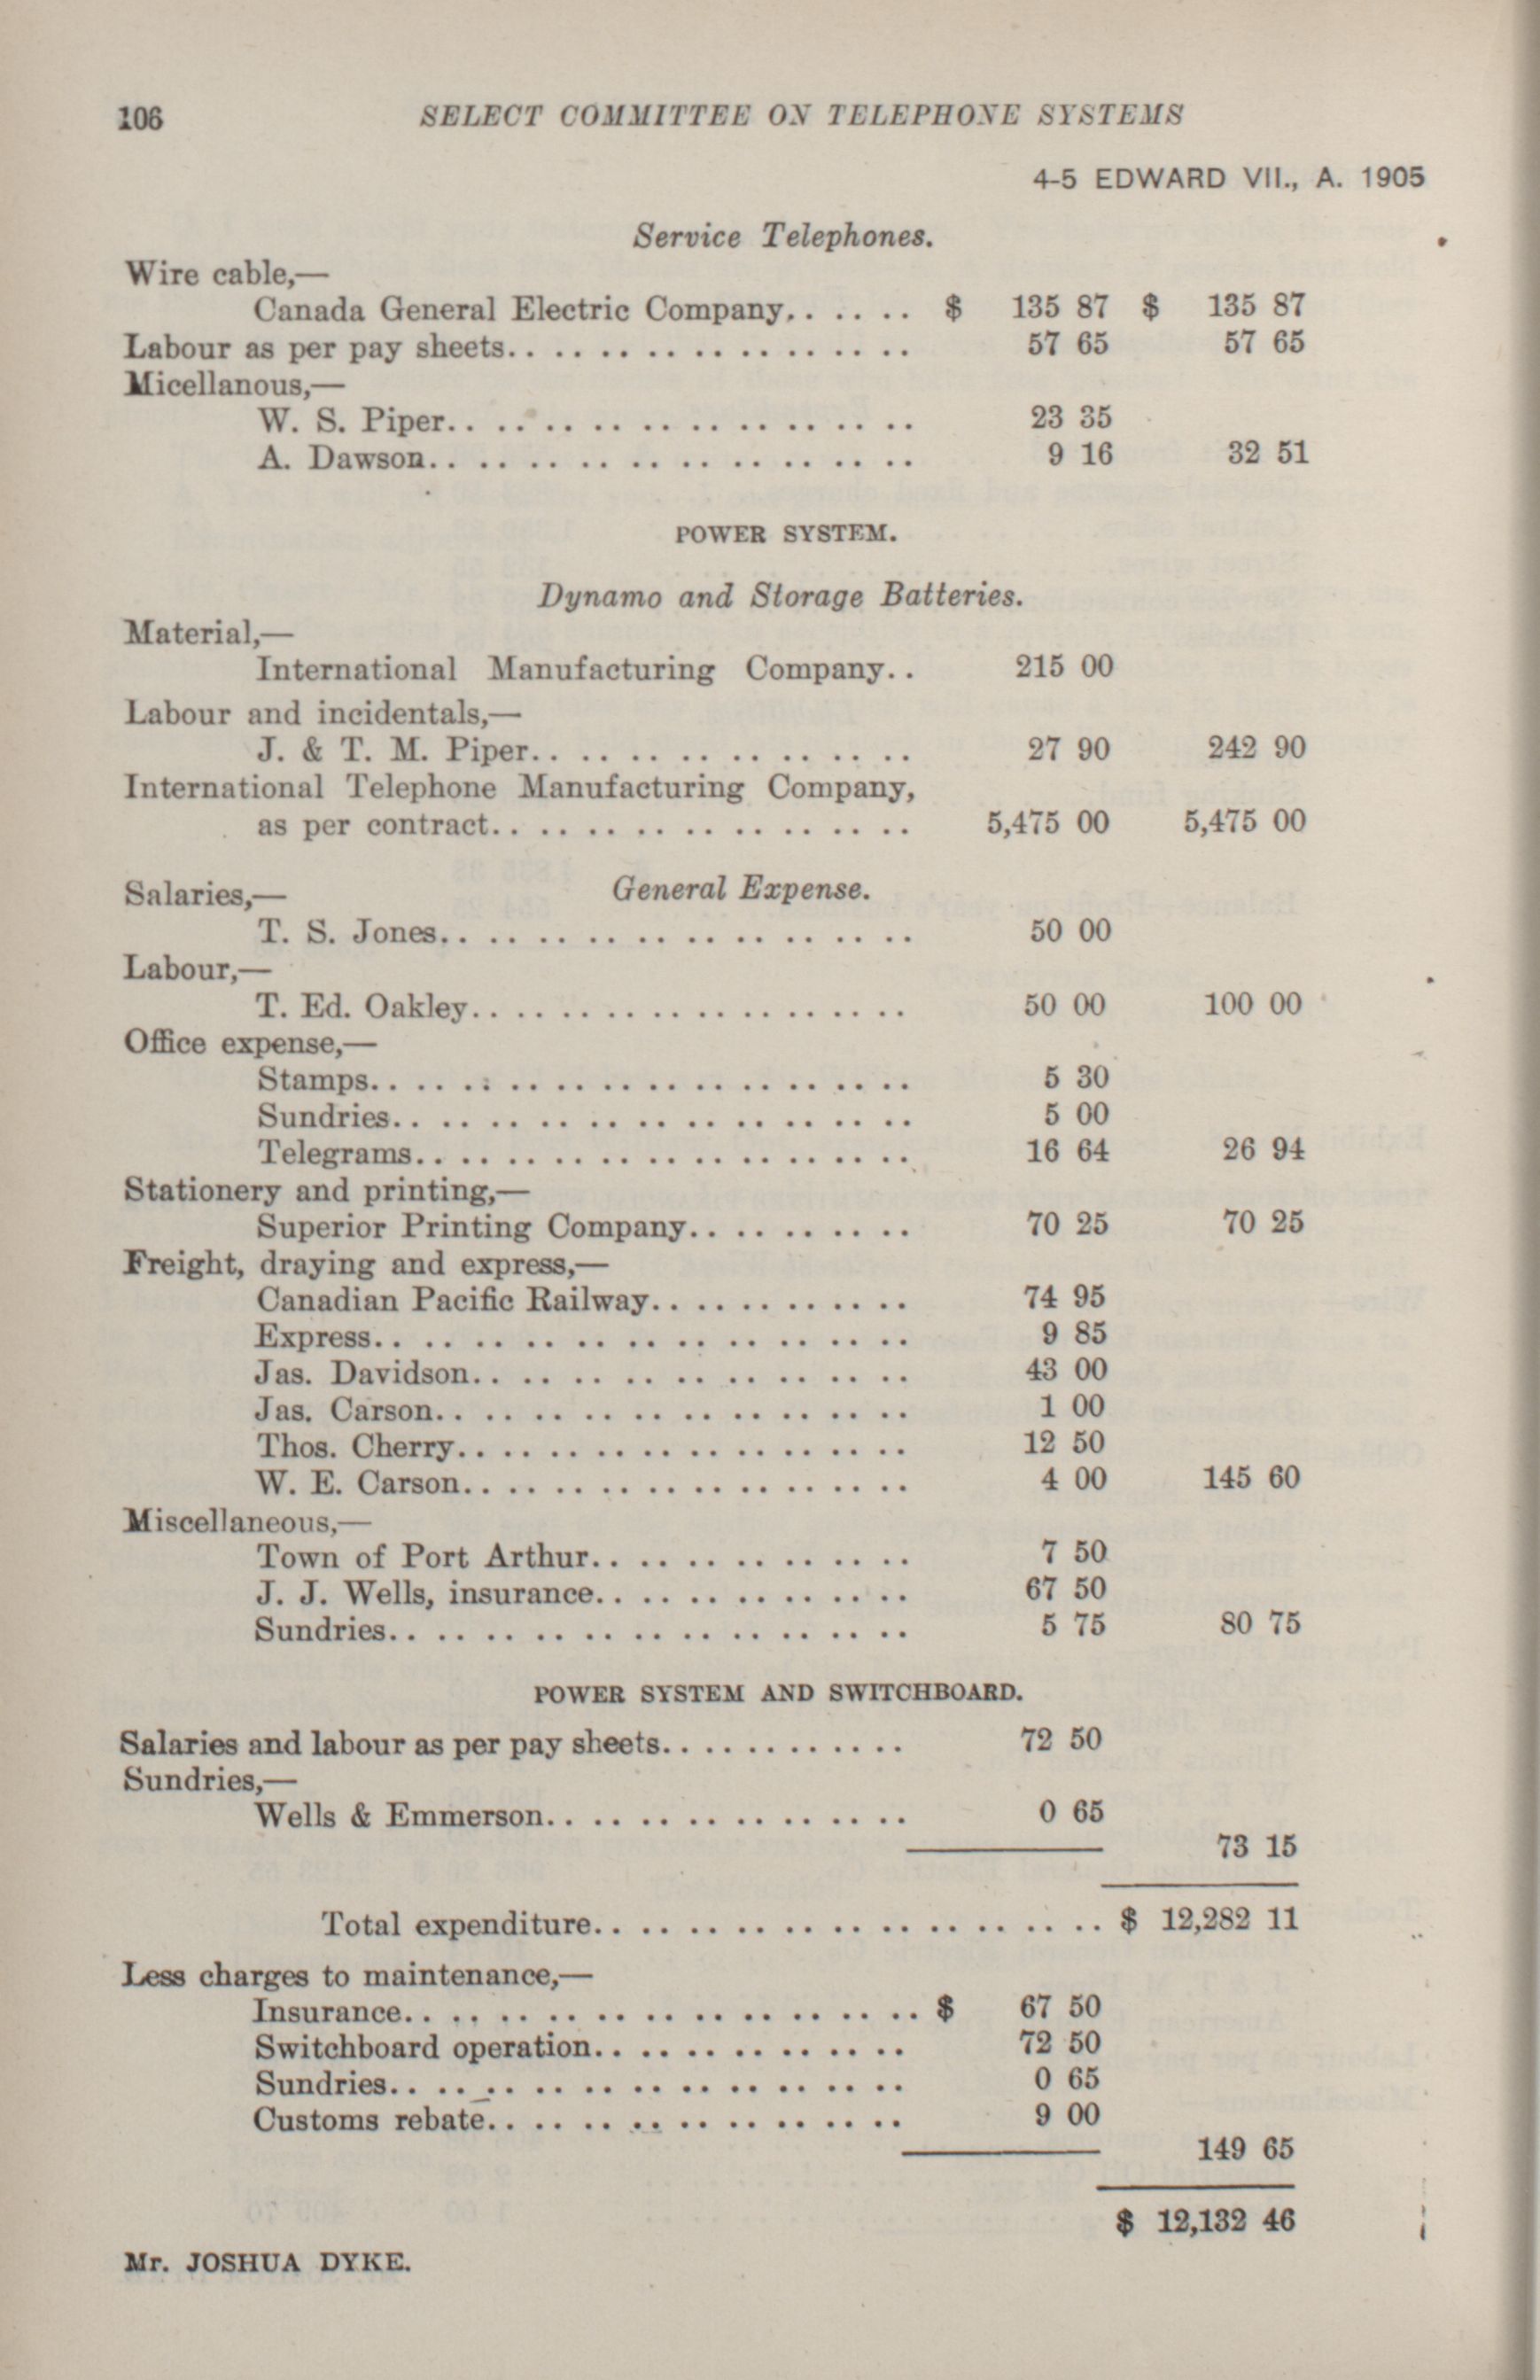 106 SELECT COMMITTEE ON TELEPHONE SYSTEMS
4-5 EDWARD VII., A. 1905
Service Telephones.
Wire cable,—
Canada General Electric Company. . . . . . $ 135 87 $ 135 87
Labour as per pay sheets. . . . . . . . . . . . . . . . . . 57 65 57 65
Micellanous,—
W. S. Piper. . . . . . . . . . . . . . . . . . . . 23 35
A. Dawson. . . . . . . . . . . . . . . . . . . . 9 16 32 51
POWER SYSTEM.
Dynamo and Storage Batteries.
Material,—
International Manufacturing Company. . 215 00
Labour and incidentals,—
J. & T. M. Piper. . . . . . . . . . . . . . . . 27 90 242 90
International Telephone Manufacturing Company,
as per contract. . . . . . . . . . . . . . . . . . 5,475 00 5,475 00
Salaries,— General Expense.
T. S. Jones. . . . . . . . . . . . . . . . . . . . 50 00
Labour,—
T. Ed. Oakley. . . . . . . . . . . . . . . . . . . 50 00 100 00
Office expense,—
Stamps. . . . . . . . . . . . . . . . . . . . . . . 5 30
Sundries. . . . . . . . . . . . . . . . . . . . . . 5 00
Telegrams. . . . . . . . . . . . . . . . . . . . . 16 64 26 94
Stationery and printing,—
Superior Printing Company. . . . . . . . . . 70 25 70 25
Freight, draying and express,—
Canadian Pacific Railway. . . . . . . . . . . . 74 95
Express. . . . . . . . . . . . . . . . . . . . . . 9 85
Jas. Davidson. . . . . . . . . . . . . . . . . . 43 00
Jas. Carson. . . . . . . . . . . . . . . . . . . . 1 00
Thos. Cherry. . . . . . . . . . . . . . . . . . . 12 50
W. E. Carson. . . . . . . . . . . . . . . . . . . 4 00 145 60
Miscellaneous,—
Town of Port Arthur. . . . . . . . . . . . . . 7 50
J. J. Wells, insurance. . . . . . . . . . . . . . 67 50
Sundries. . . . . . . . . . . . . . . . . . . . . . 5 75 80 75
POWER SYSTEM AND SWITCHBOARD.
Salaries and labour as per pay sheets. . . . . . . . . . . . 72 50
Sundries,—
Wells & Emmerson. . . . . . . . . . . . . . . . 0 65
73 15
Total expenditure. . . . . . . . . . . . . . . . . . . . . . $ 12,282 11
Less charges to maintenance,—
Insurance. . . . . . . . . . . . . . . . . . . . . . $ 67 50
Switchboard operation. . . . . . . . . . . . . . 72 50
Sundries. . . . . . . . . . . . . . . . . . . . . . 0 65
Customs rebate. . . . . . . . . . . . . . . . . . 9 00
149 65
$ 12,132 46
Mr. JOSHUA DYKE.